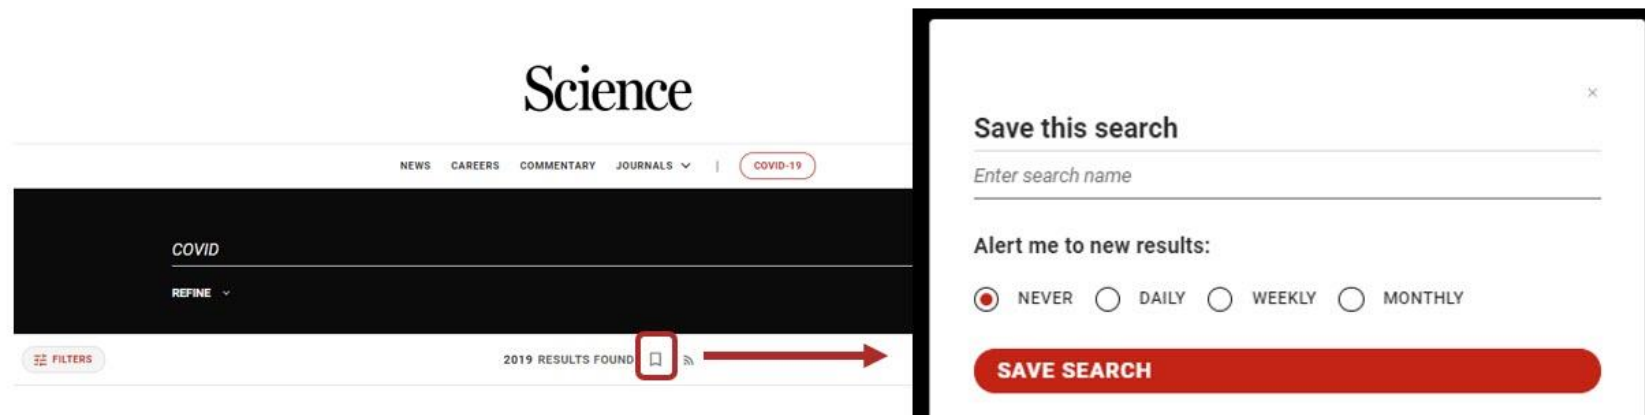 Science
NEWS CAREERS COMMENTARY JOURNALS | COVID-19
COVID
REFINE
FILTERS
2019 RESULTS FOUND
×
Save this search
Enter search name
Alert me to new results:
NEVER DAILY WEEKLY MONTHLY
SAVE SEARCH